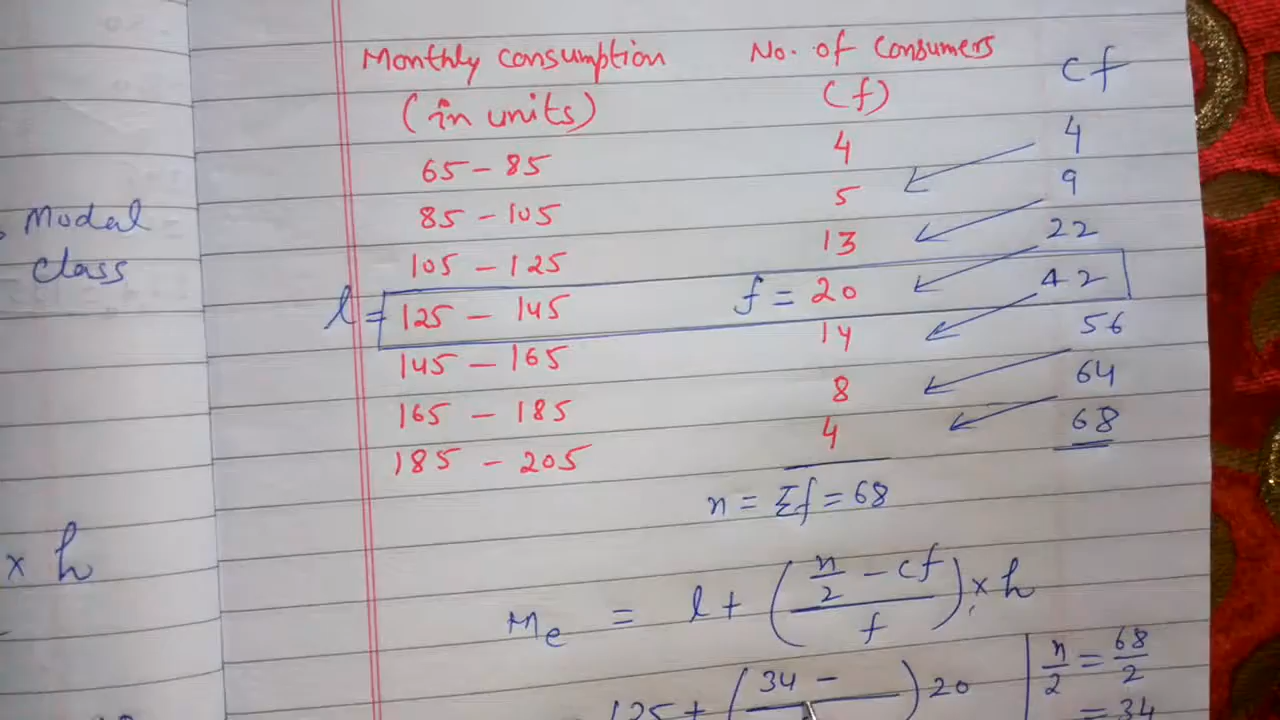 Modal
class
x h
Monthly consumption No. of Consumers cf
(in units) (f)
65 – 85 4 4
85 – 105 5 9
105 – 125 13 22
l = 125 – 145 f = 20 42
145 – 165 14 56
165 – 185 8 64
185 – 205 4 68
n = Σf = 68
Me = l + ( (n/2 – cf) / f ) × h
125 + ( 34 – ) 20
n/2 = 68/2
= 34